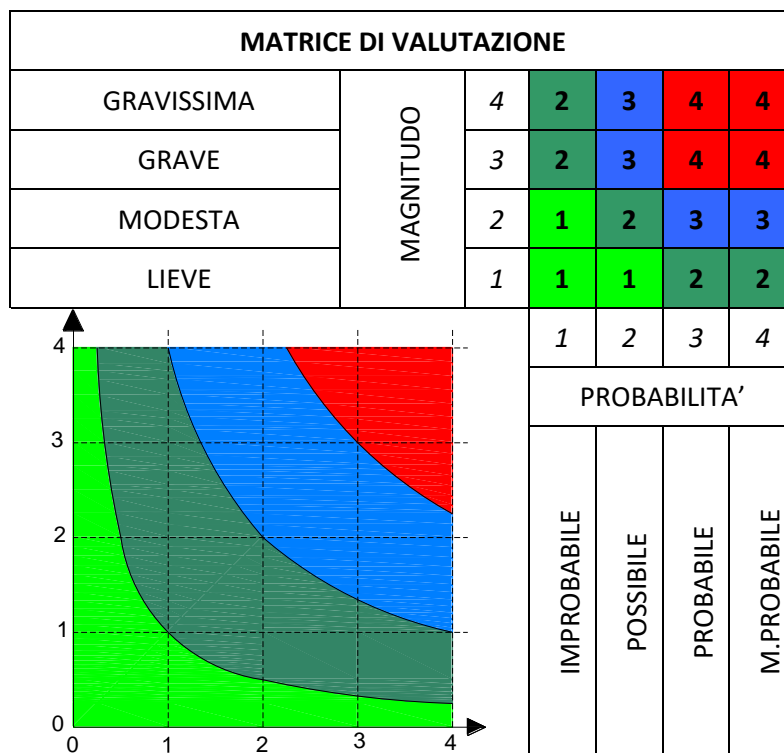 MATRICE DI VALUTAZIONE
GRAVISSIMA
MAGNITUDO
4 2 3 4 4
GRAVE
3 2 3 4 4
MODESTA
2 1 2 3 3
LIEVE
1 1 1 2 2
1 2 3 4
PROBABILITA’
IMPROBABILE
POSSIBILE
PROBABILE
M.PROBABILE
4
3
2
1
0
0 1 2 3 4